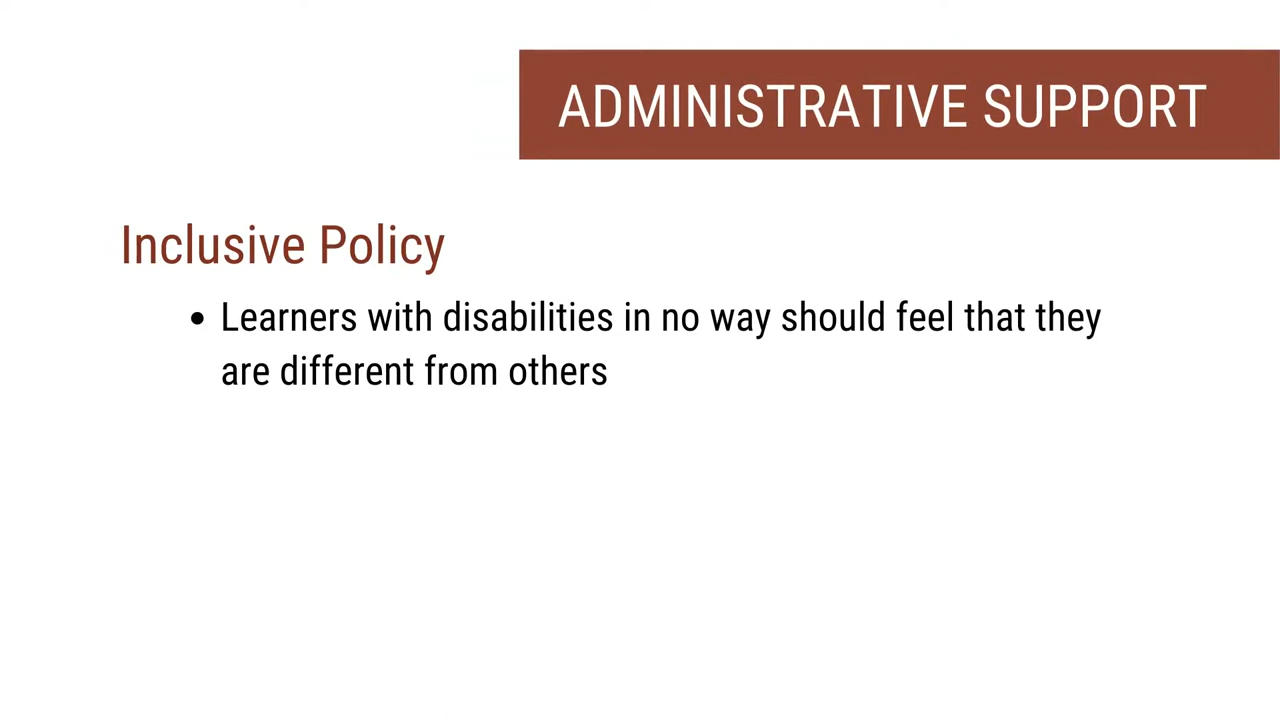 ADMINISTRATIVE SUPPORT
Inclusive Policy
• Learners with disabilities in no way should feel that they
are different from others